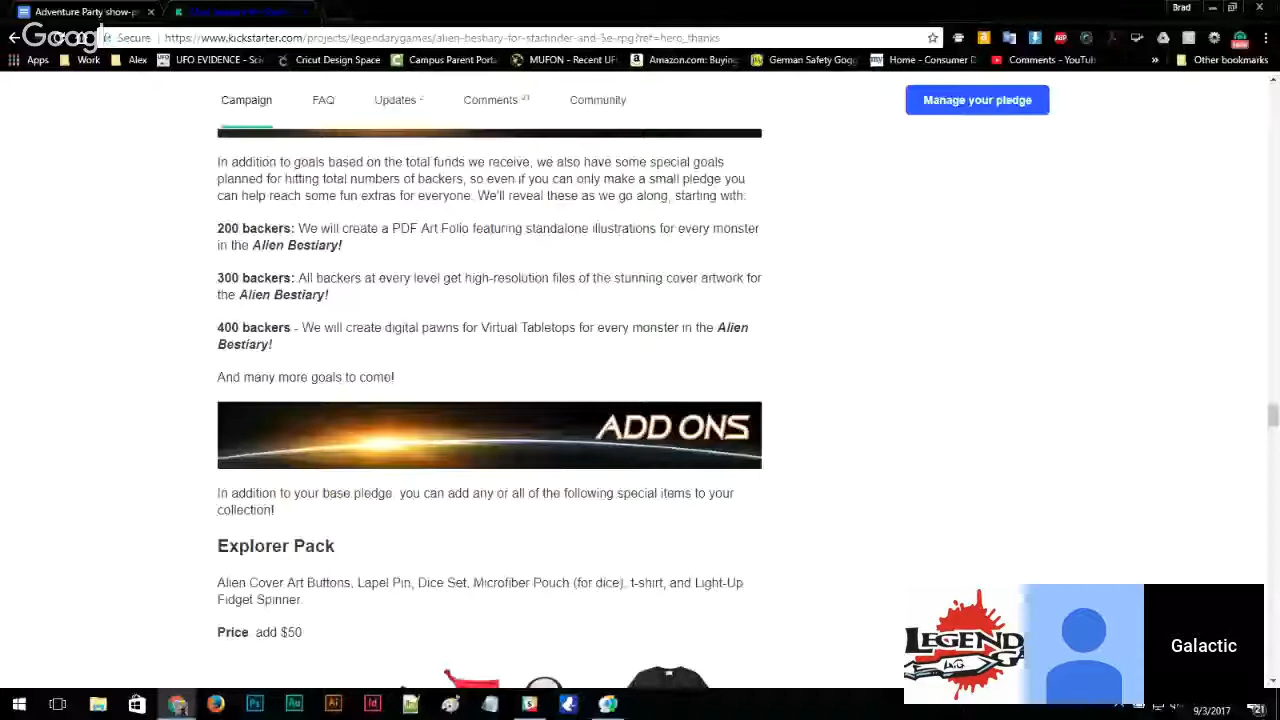 Adventure Party show-p
Brad
Google
Secure
https://www.kickstarter.com/projects/legendarygames/alien-bestiary-for-starfinder-and-5e-rpg?ref=hero_thanks
Apps Work Alex UFO EVIDENCE - Sci Cricut Design Space Campus Parent Porta MUFON - Recent UF Amazon.com: Buying German Safety Gogg Home - Consumer D Comments - YouTub » Other bookmarks
Campaign FAQ Updates Comments Community
Manage your pledge
In addition to goals based on the total funds we receive, we also have some special goals
planned for hitting total numbers of backers, so even if you can only make a small pledge you
can help reach some fun extras for everyone. We'll reveal these as we go along, starting with:
200 backers: We will create a PDF Art Folio featuring standalone illustrations for every monster
in the Alien Bestiary!
300 backers: All backers at every level get high-resolution files of the stunning cover artwork for
the Alien Bestiary!
400 backers - We will create digital pawns for Virtual Tabletops for every monster in the Alien
Bestiary!
And many more goals to come!
ADD ONS
In addition to your base pledge, you can add any or all of the following special items to your
collection!
Explorer Pack
Alien Cover Art Buttons, Lapel Pin, Dice Set, Microfiber Pouch (for dice), t-shirt, and Light-Up
Fidget Spinner.
Price add $50
LEGEND
Galactic
9/3/2017